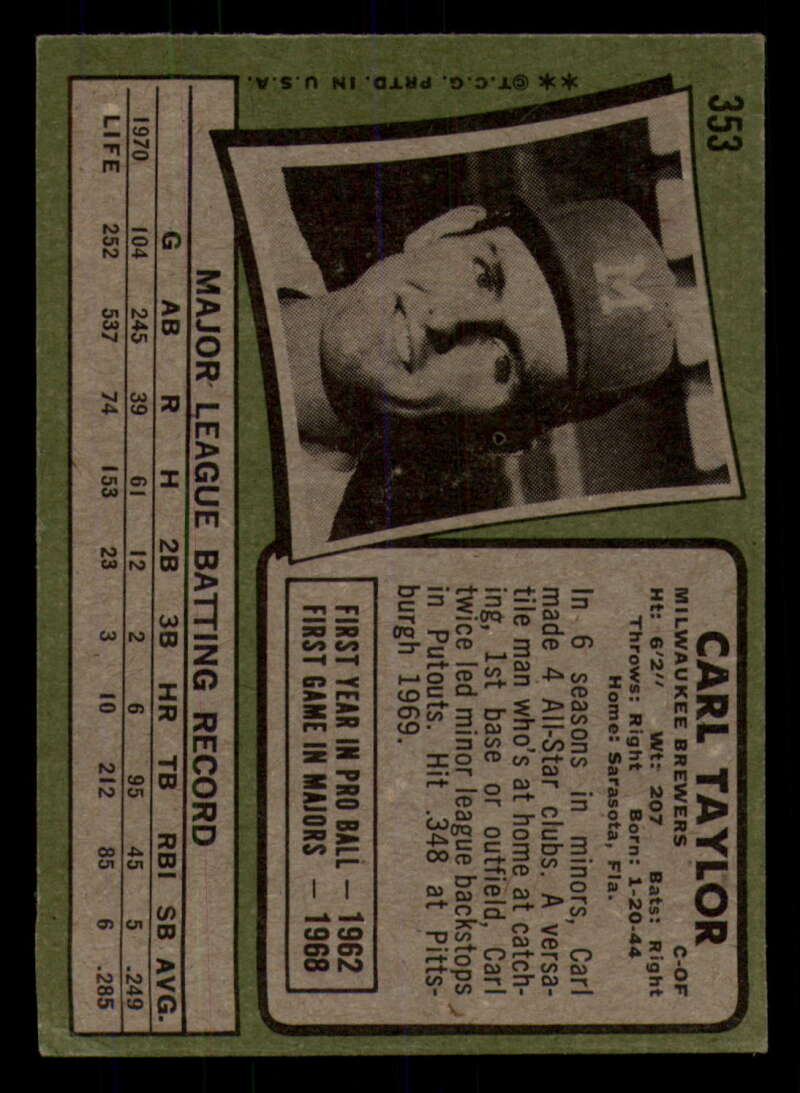 353
✱✱ ©T.C.G. PRTD. IN U.S.A.
M
CARL TAYLOR
MILWAUKEE BREWERS C-OF
Ht: 6'2" Wt: 207 Bats: Right
Throws: Right Born: 1-20-44
Home: Sarasota, Fla.
In 6 seasons in minors, Carl
made 4 All-Star clubs. A versa-
tile man who's at home at catch-
ing, 1st base or outfield, Carl
twice led minor league backstops
in Putouts. Hit .348 at Pitts-
burgh 1969.
FIRST YEAR IN PRO BALL — 1962
FIRST GAME IN MAJORS — 1968
MAJOR LEAGUE BATTING RECORD
G AB R H 2B 3B HR TB RBI SB AVG.
1970 104 245 39 61 12 2 6 95 45 5 .249
LIFE 252 537 74 153 23 3 10 212 85 6 .285